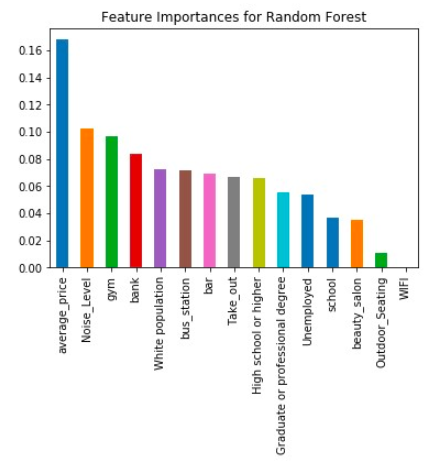 Feature Importances for Random Forest
0.16
0.14
0.12
0.10
0.08
0.06
0.04
0.02
0.00
average_price
Noise_Level
gym
bank
White population
bus_station
bar
Take_out
High school or higher
Graduate or professional degree
Unemployed
school
beauty_salon
Outdoor_Seating
WIFI